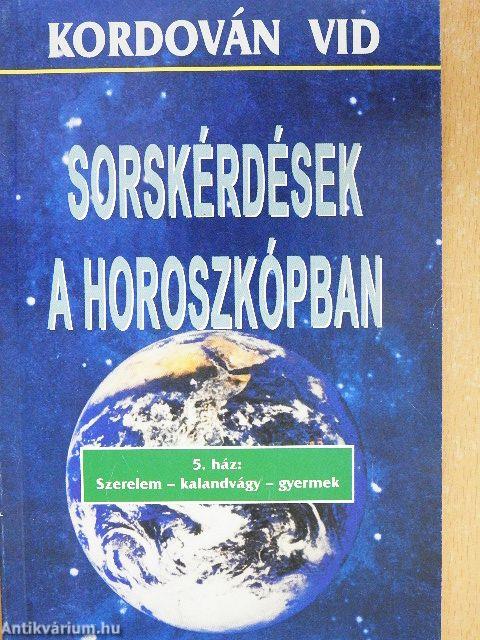 KORDOVÁN VID
SORSKÉRDÉSEK
A HOROSZKÓPBAN
5. ház:
Szerelem – kalandvágy – gyermek
Antikvárium.hu